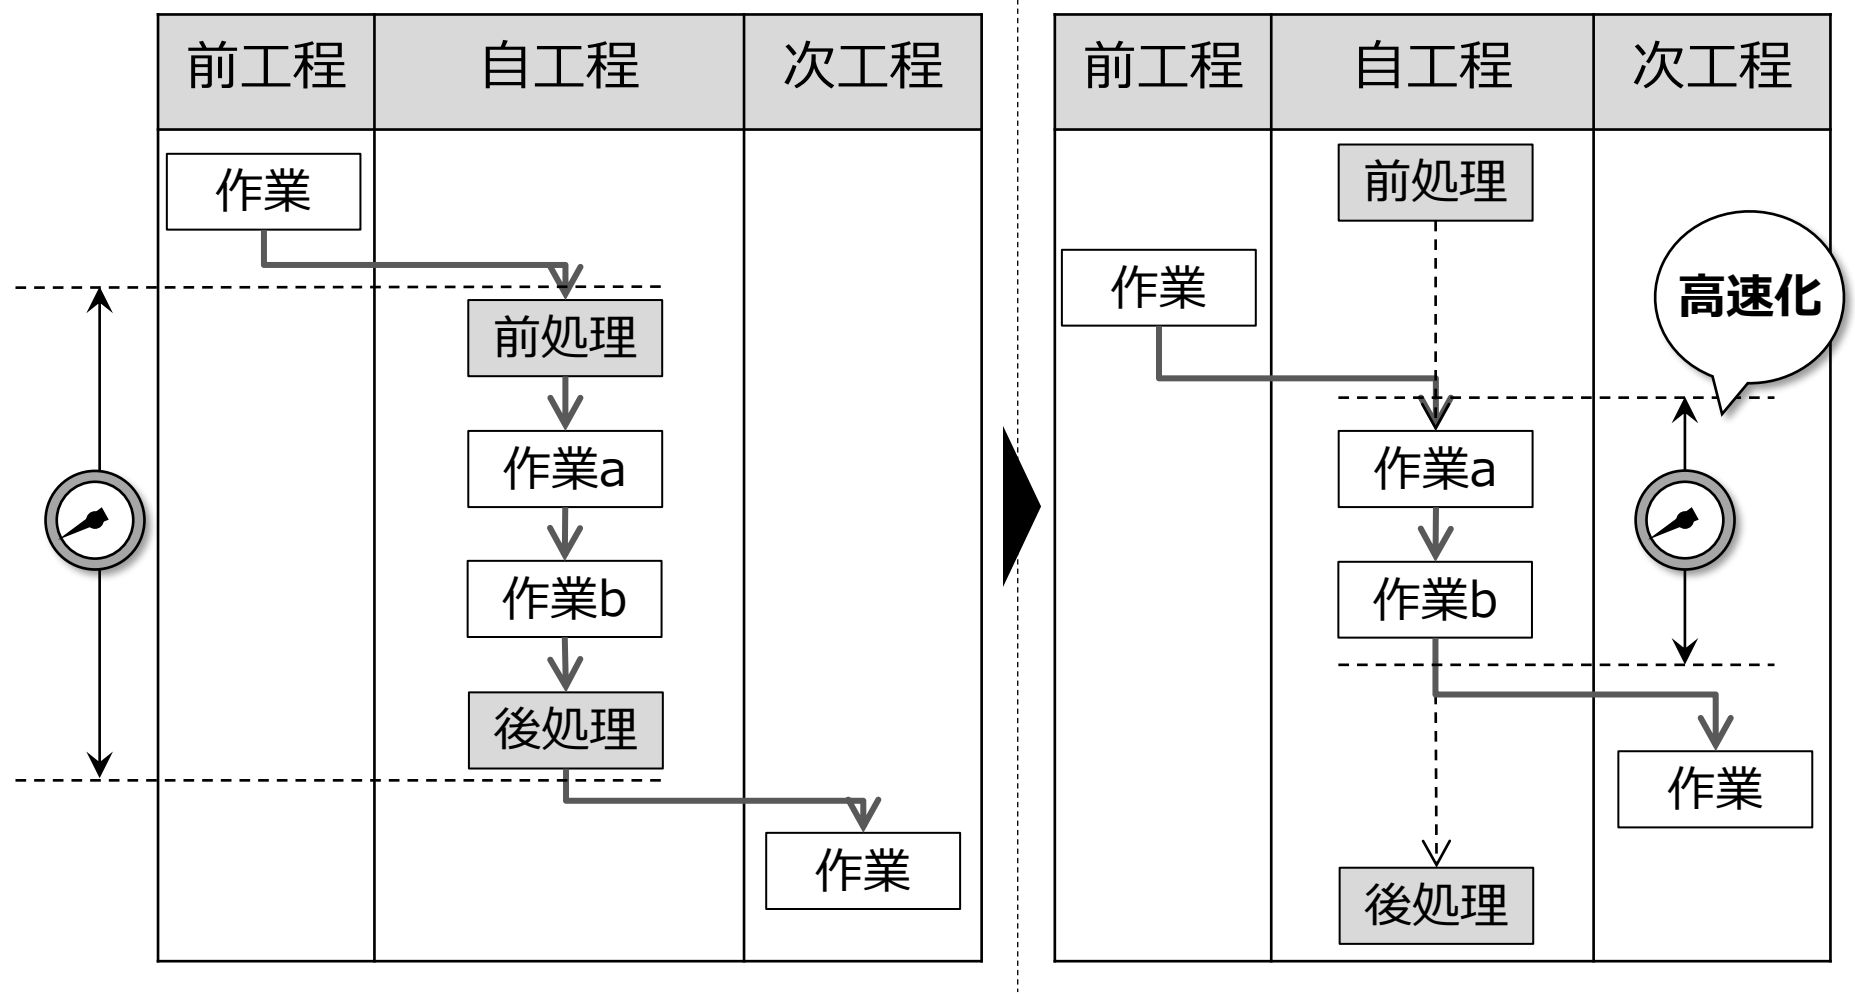 前工程
自工程
次工程
作業
前処理
作業a
作業b
後処理
作業
前工程
自工程
次工程
前処理
作業
高速化
作業a
作業b
作業
後処理